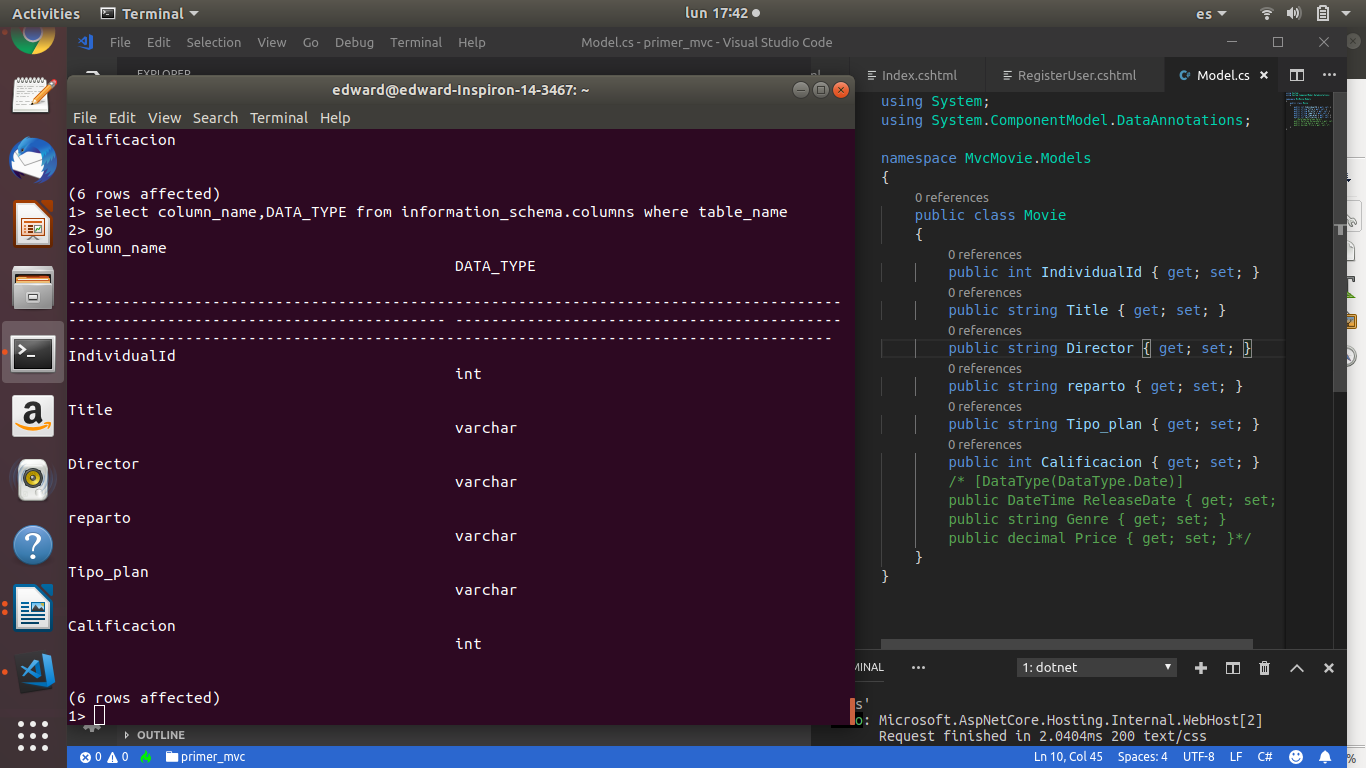 Activities Terminal lun 17:42 es
File Edit Selection View Go Debug Terminal Help Model.cs - primer_mvc - Visual Studio Code
EXPLORER
Index.cshtml RegisterUser.cshtml Model.cs
edward@edward-Inspiron-14-3467: ~
File Edit View Search Terminal Help
Calificacion
(6 rows affected)
1> select column_name,DATA_TYPE from information_schema.columns where table_name
2> go
column_name
DATA_TYPE
--------------------------------------------------------------------------------------
------------------------------------------ -------------------------------------------
-------------------------------------------------------------------------------------
IndividualId
int
Title
varchar
Director
varchar
reparto
varchar
Tipo_plan
varchar
Calificacion
int
(6 rows affected)
1>
using System;
using System.ComponentModel.DataAnnotations;
namespace MvcMovie.Models
{
0 references
public class Movie
{
0 references
public int IndividualId { get; set; }
0 references
public string Title { get; set; }
0 references
public string Director { get; set; }
0 references
public string reparto { get; set; }
0 references
public string Tipo_plan { get; set; }
0 references
public int Calificacion { get; set; }
/* [DataType(DataType.Date)]
public DateTime ReleaseDate { get; set;
public string Genre { get; set; }
public decimal Price { get; set; }*/
}
}
MINAL ••• 1: dotnet
s'
o: Microsoft.AspNetCore.Hosting.Internal.WebHost[2]
Request finished in 2.0404ms 200 text/css
OUTLINE
0 0 primer_mvc Ln 10, Col 45 Spaces: 4 UTF-8 LF C#